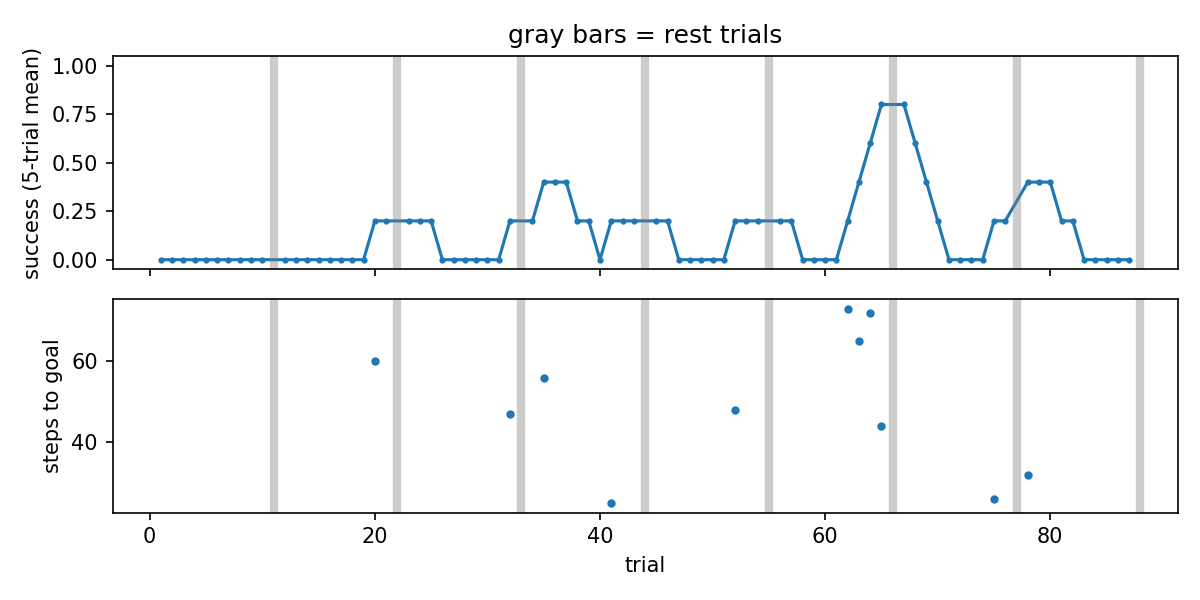 gray bars = rest trials
success (5-trial mean)
1.00
0.75
0.50
0.25
0.00
steps to goal
60
40
0 20 40 60 80
trial